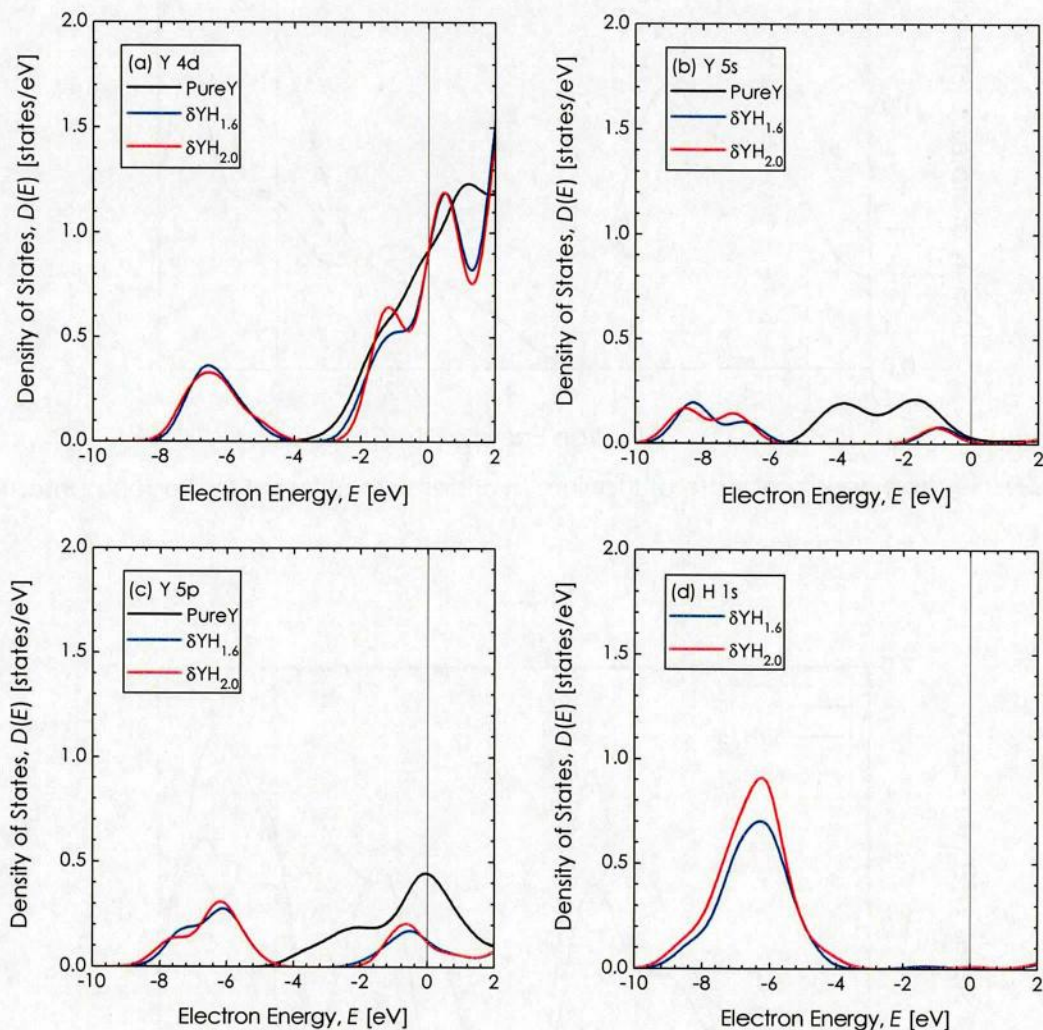 (a) Y 4d
PureY
δYH1.6
δYH2.0
Density of States, D(E) [states/eV]
2.0
1.5
1.0
0.5
0.0
-10 -8 -6 -4 -2 0 2
Electron Energy, E [eV]
(b) Y 5s
PureY
δYH1.6
δYH2.0
Density of States, D(E) [states/eV]
2.0
1.5
1.0
0.5
0.0
-10 -8 -6 -4 -2 0 2
Electron Energy, E [eV]
(c) Y 5p
PureY
δYH1.6
δYH2.0
Density of States, D(E) [states/eV]
2.0
1.5
1.0
0.5
0.0
-10 -8 -6 -4 -2 0 2
Electron Energy, E [eV]
(d) H 1s
δYH1.6
δYH2.0
Density of States, D(E) [states/eV]
2.0
1.5
1.0
0.5
0.0
-10 -8 -6 -4 -2 0 2
Electron Energy, E [eV]